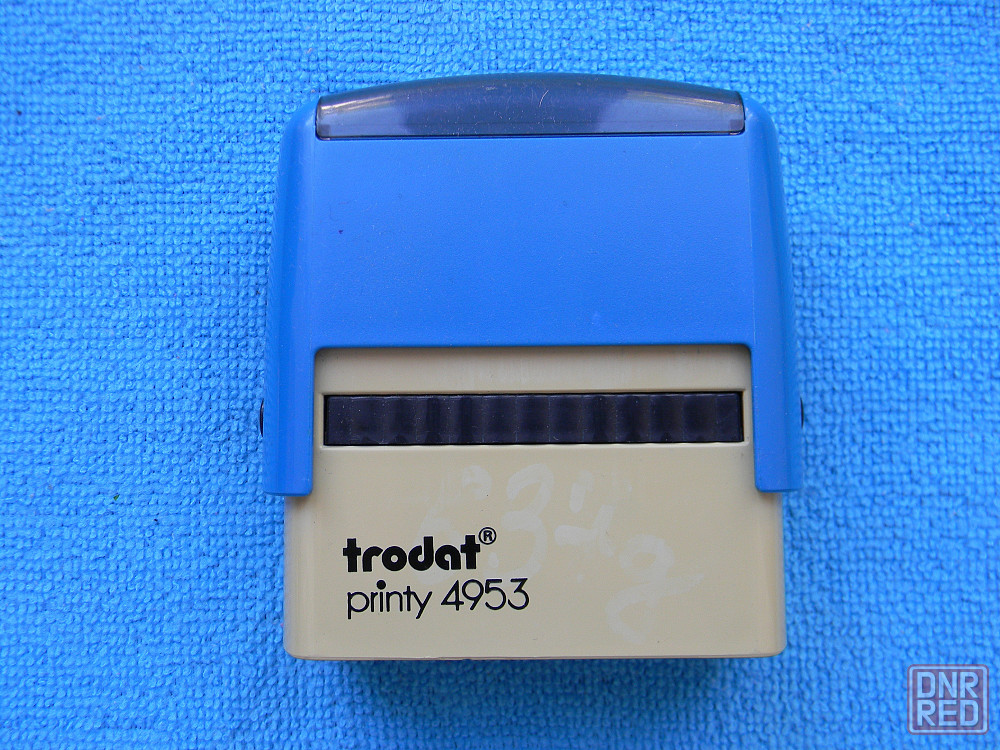 trodat®
printy 4953
DNR
RED